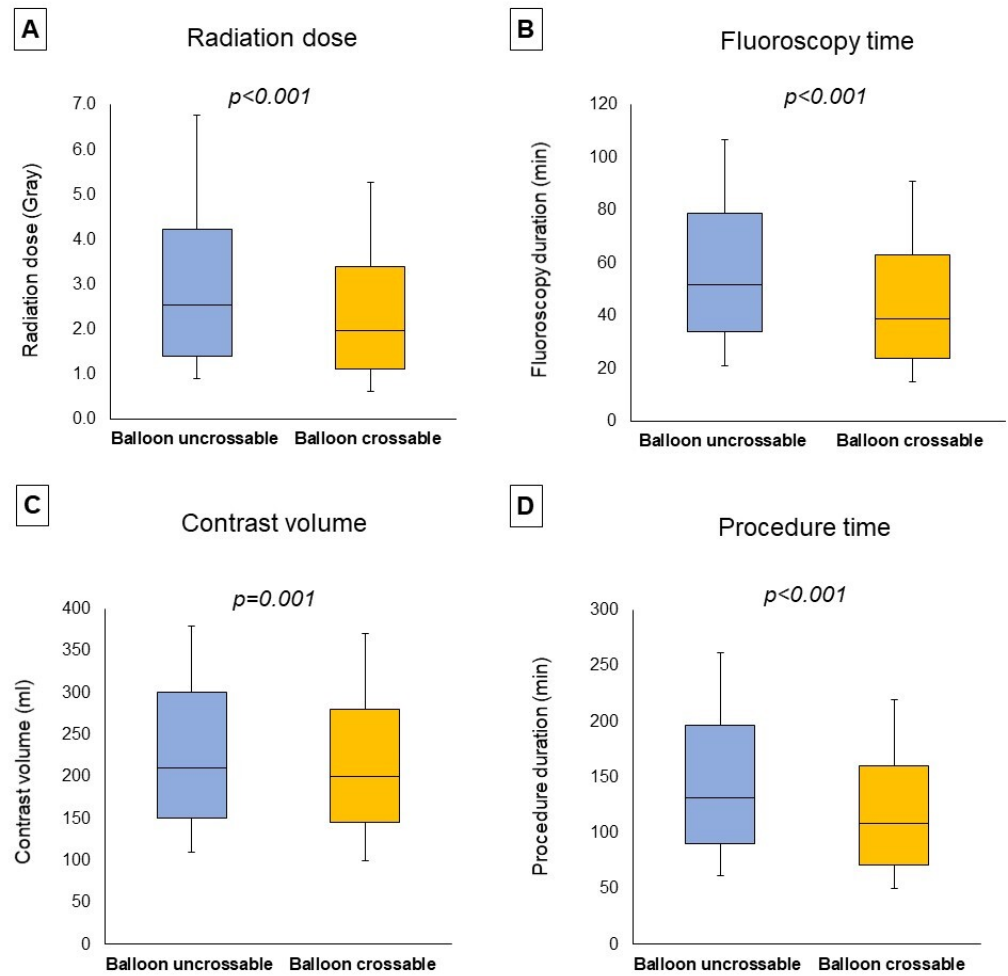 A
Radiation dose
p<0.001
Radiation dose (Gray)
7.0
6.0
5.0
4.0
3.0
2.0
1.0
0.0
Balloon uncrossable Balloon crossable
B
Fluoroscopy time
p<0.001
Fluoroscopy duration (min)
120
100
80
60
40
20
0
Balloon uncrossable Balloon crossable
C
Contrast volume
p=0.001
Contrast volume (ml)
400
350
300
250
200
150
100
50
0
Balloon uncrossable Balloon crossable
D
Procedure time
p<0.001
Procedure duration (min)
300
250
200
150
100
50
0
Balloon uncrossable Balloon crossable